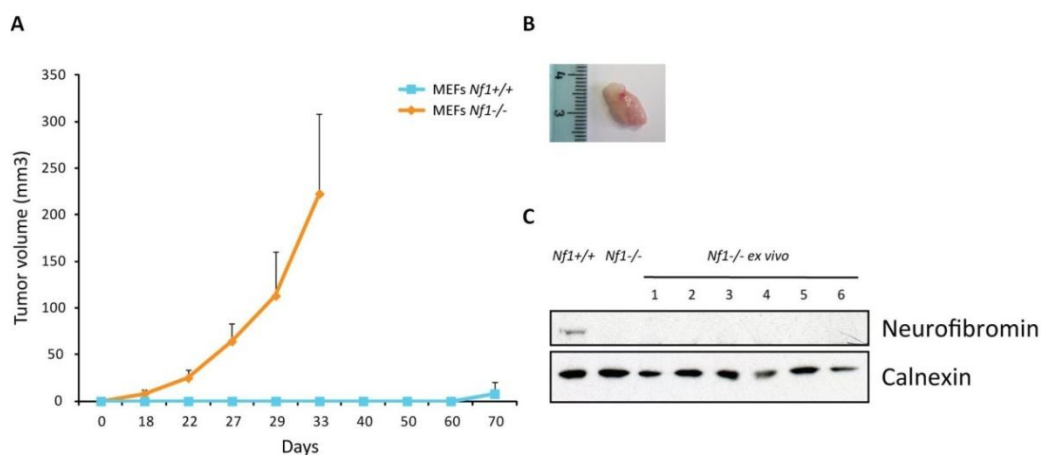 A
350
300
250
200
150
100
50
0
Tumor volume (mm3)
0 18 22 27 29 33 40 50 60 70
Days
MEFs Nf1+/+
MEFs Nf1-/-
B
4
3
C
Nf1+/+ Nf1-/- Nf1-/- ex vivo
1 2 3 4 5 6
Neurofibromin
Calnexin